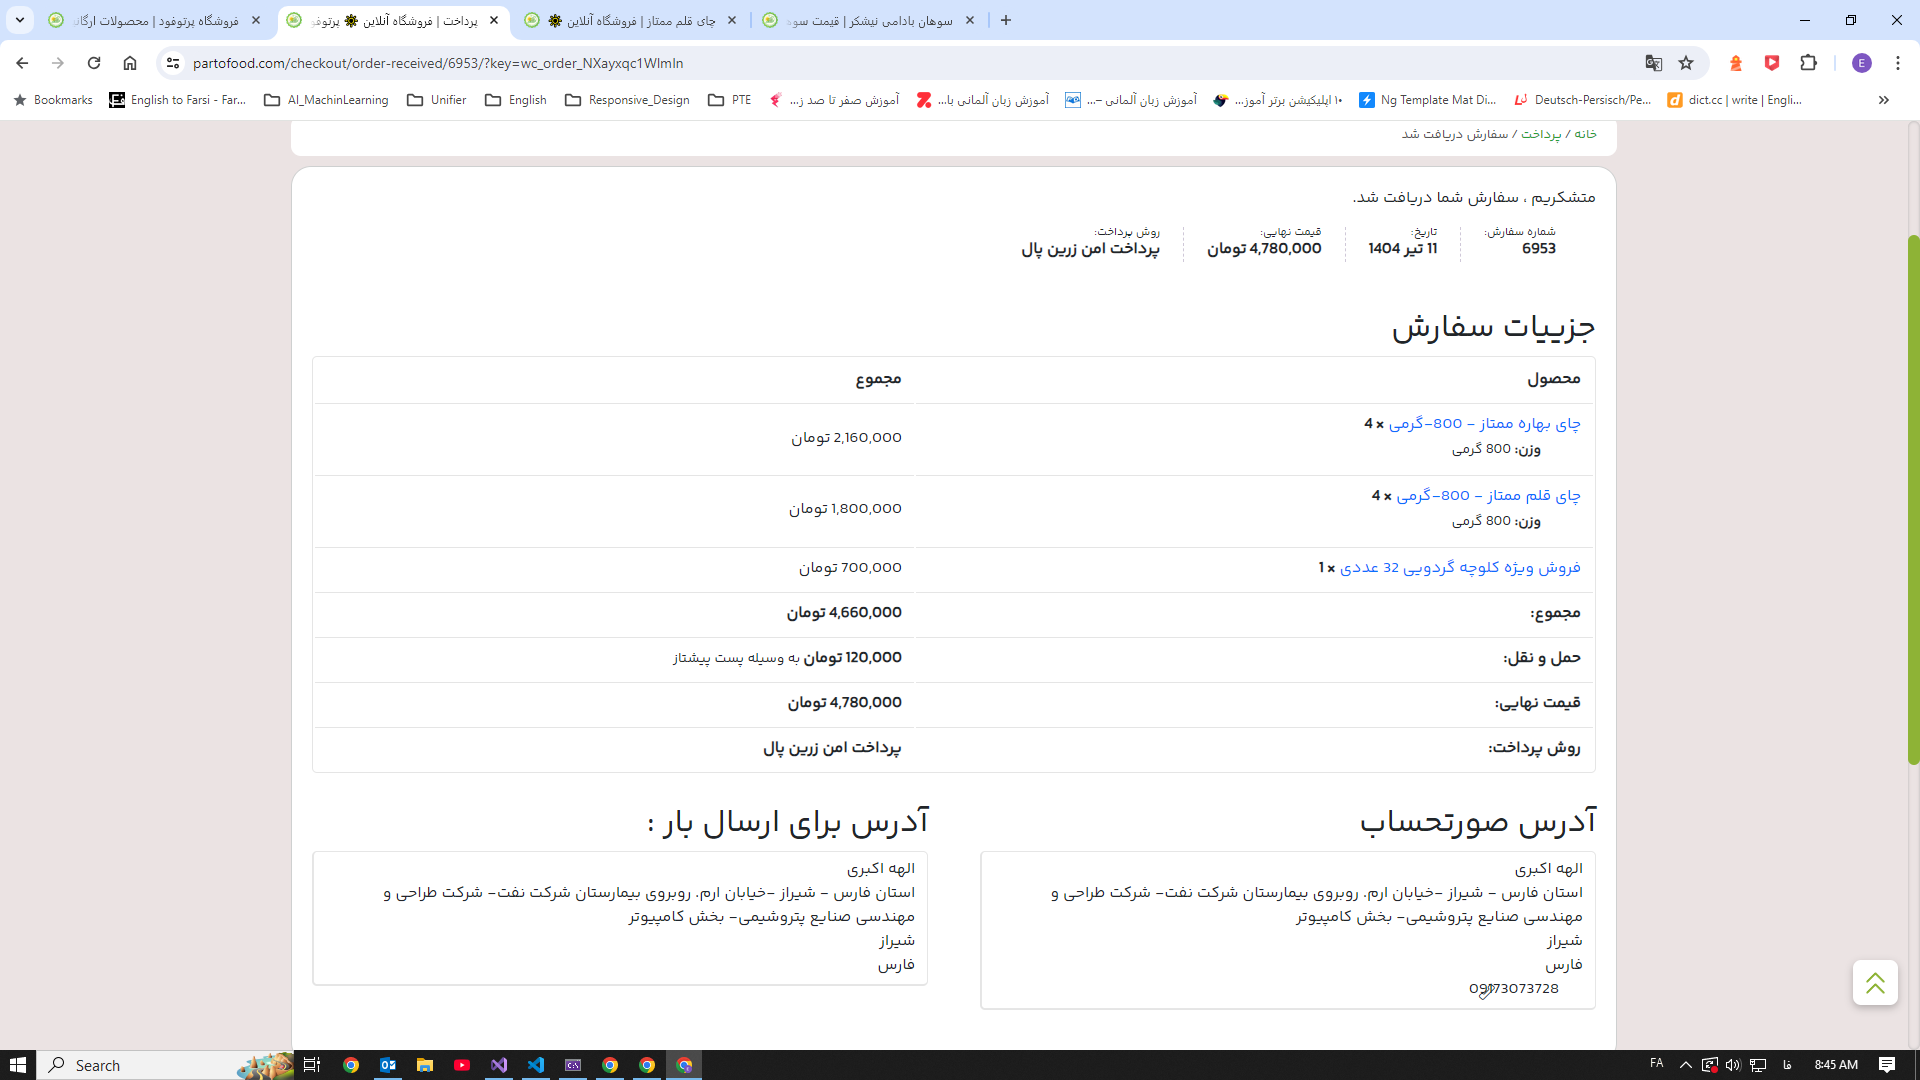 فروشگاه پرتوفود | محصولات ارگا
پرداخت | فروشگاه آنلاین ☀️ پرتوفو
چای قلم ممتاز | فروشگاه آنلاین ☀️
سوهان بادامی نیشکر | قیمت سوه
partofood.com/checkout/order-received/6953/?key=wc_order_NXayxqc1WlmIn
E
Bookmarks
English to Farsi - Far...
AI_MachinLearning
Unifier
English
Responsive_Design
PTE
آموزش صفر تا صد ز...
آموزش زبان آلمانی با...
آموزش زبان آلمانی –...
۱۰ اپلیکیشن برتر آموز...
Ng Template Mat Di...
Deutsch-Persisch/Pe...
dict.cc | write | Engli...
خانه / پرداخت / سفارش دریافت شد
متشکریم ، سفارش شما دریافت شد.
شماره سفارش:
6953
تاریخ:
11 تیر 1404
قیمت نهایی:
4,780,000 تومان
روش پرداخت:
پرداخت امن زرین پال
جزییات سفارش
محصول
مجموع
چای بهاره ممتاز – 800-گرمی × 4
وزن: 800 گرمی
2,160,000 تومان
چای قلم ممتاز – 800-گرمی × 4
وزن: 800 گرمی
1,800,000 تومان
فروش ویژه کلوچه گردویی 32 عددی × 1
700,000 تومان
مجموع:
4,660,000 تومان
حمل و نقل:
120,000 تومان به وسیله پست پیشتاز
قیمت نهایی:
4,780,000 تومان
روش پرداخت:
پرداخت امن زرین پال
آدرس صورتحساب
الهه اکبری
استان فارس – شیراز –خیابان ارم. روبروی بیمارستان شرکت نفت- شرکت طراحی و
مهندسی صنایع پتروشیمی- بخش کامپیوتر
شیراز
فارس
09173073728
آدرس برای ارسال بار :
الهه اکبری
استان فارس – شیراز –خیابان ارم. روبروی بیمارستان شرکت نفت- شرکت طراحی و
مهندسی صنایع پتروشیمی- بخش کامپیوتر
شیراز
فارس
Search
FA
فا
8:45 AM